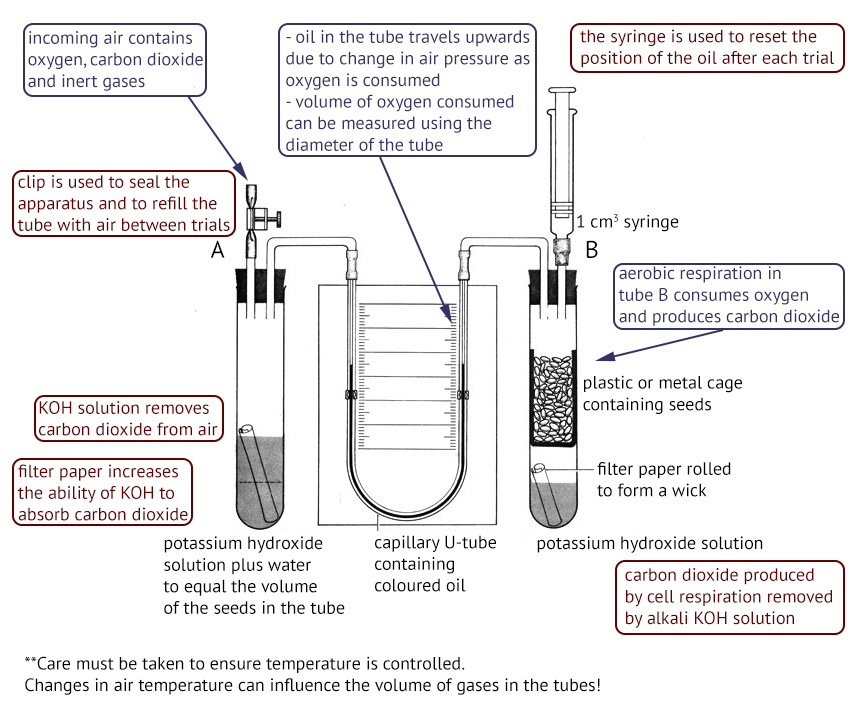 incoming air contains
oxygen, carbon dioxide
and inert gases
- oil in the tube travels upwards
due to change in air pressure as
oxygen is consumed
- volume of oxygen consumed
can be measured using the
diameter of the tube
the syringe is used to reset the
position of the oil after each trial
clip is used to seal the
apparatus and to refill the
tube with air between trials
1 cm³ syringe
A
B
aerobic respiration in
tube B consumes oxygen
and produces carbon dioxide
plastic or metal cage
containing seeds
KOH solution removes
carbon dioxide from air
filter paper increases
the ability of KOH to
absorb carbon dioxide
filter paper rolled
to form a wick
potassium hydroxide
solution plus water
to equal the volume
of the seeds in the tube
capillary U-tube
containing
coloured oil
potassium hydroxide solution
carbon dioxide produced
by cell respiration removed
by alkali KOH solution
**Care must be taken to ensure temperature is controlled.
Changes in air temperature can influence the volume of gases in the tubes!